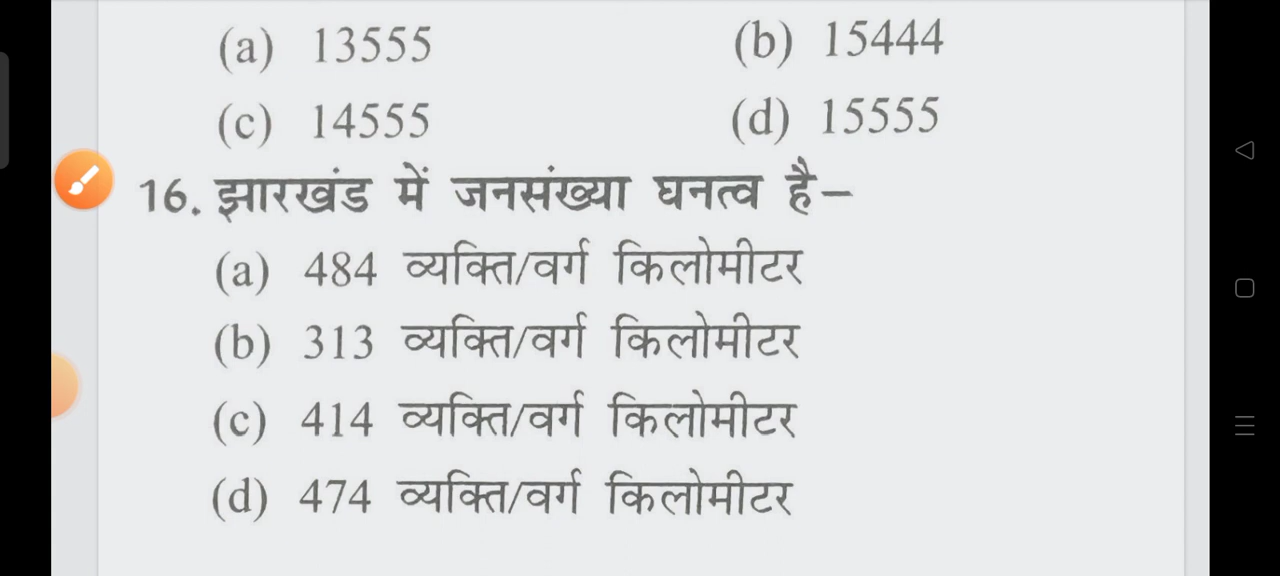 (a) 13555 (b) 15444
(c) 14555 (d) 15555
16. झारखंड में जनसंख्या घनत्व है–
(a) 484 व्यक्ति/वर्ग किलोमीटर
(b) 313 व्यक्ति/वर्ग किलोमीटर
(c) 414 व्यक्ति/वर्ग किलोमीटर
(d) 474 व्यक्ति/वर्ग किलोमीटर